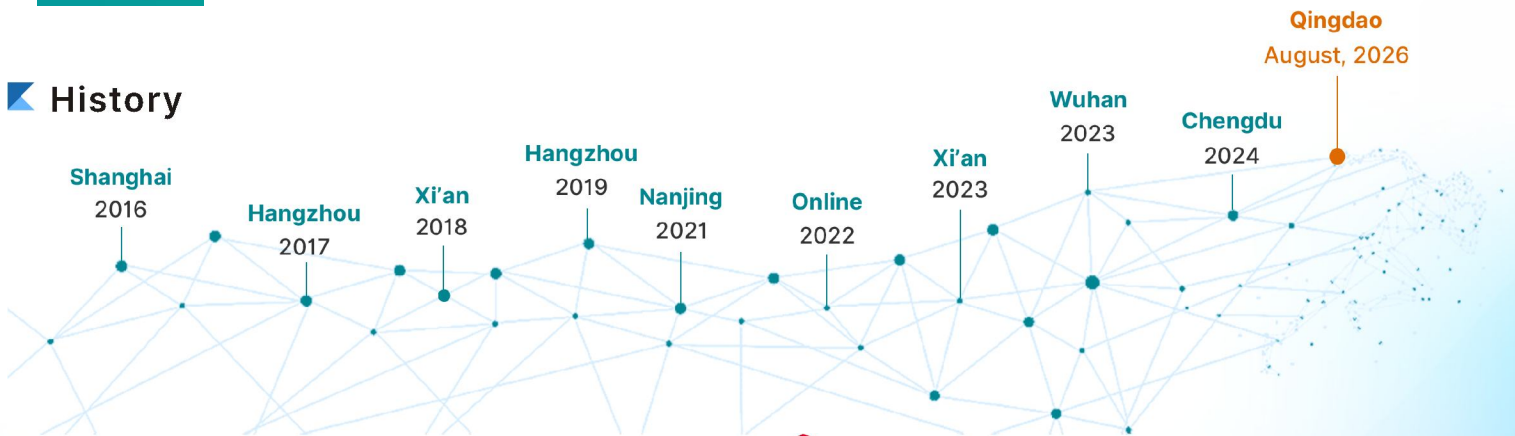 History
Shanghai
2016
Hangzhou
2017
Xi’an
2018
Hangzhou
2019
Nanjing
2021
Online
2022
Xi’an
2023
Wuhan
2023
Chengdu
2024
Qingdao
August, 2026